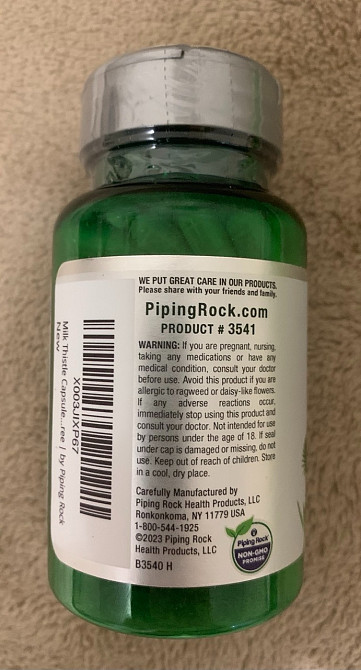 WE PUT GREAT CARE IN OUR PRODUCTS.
Please share with your friends and family.
PipingRock.com
PRODUCT # 3541
WARNING: If you are pregnant, nursing,
taking any medications or have any
medical condition, consult your doctor
before use. Avoid this product if you are
allergic to ragweed or daisy-like flowers.
If any adverse reactions occur,
immediately stop using this product and
consult your doctor. Not intended for use
by persons under the age of 18. If seal
under cap is damaged or missing, do not
use. Keep out of reach of children. Store
in a cool, dry place.
Carefully Manufactured by
Piping Rock Health Products, LLC
Ronkonkoma, NY 11779 USA
1-800-544-1925
©2023 Piping Rock
Health Products, LLC
B3540 H
Piping Rock
NON-GMO
PROMISE
X003JIXP67
Milk Thistle Capsule...ree | by Piping Rock
New